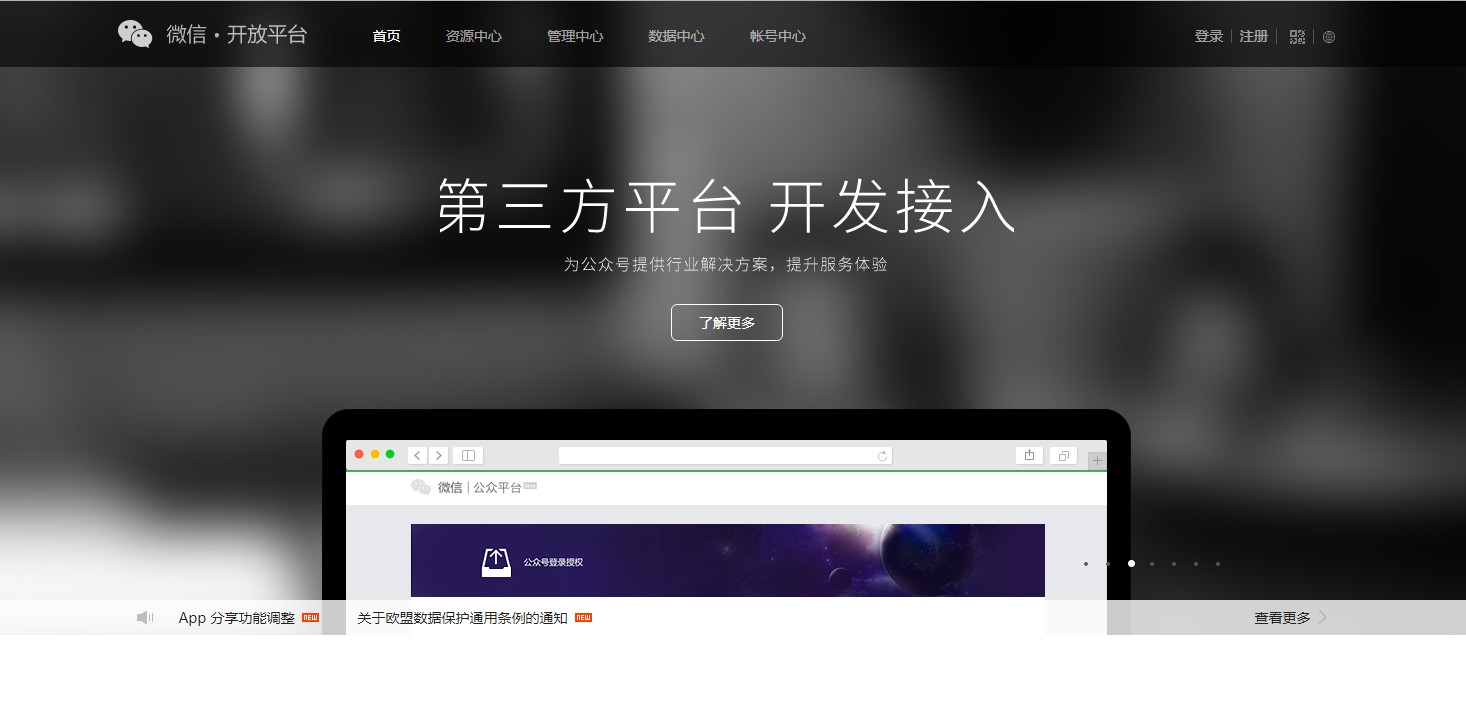 微信·开放平台 首页 资源中心 管理中心 数据中心 帐号中心 登录 注册
第三方平台 开发接入
为公众号提供行业解决方案，提升服务体验
了解更多
微信 | 公众平台
公众号登录授权
App 分享功能调整 NEW 关于欧盟数据保护通用条例的通知 NEW 查看更多